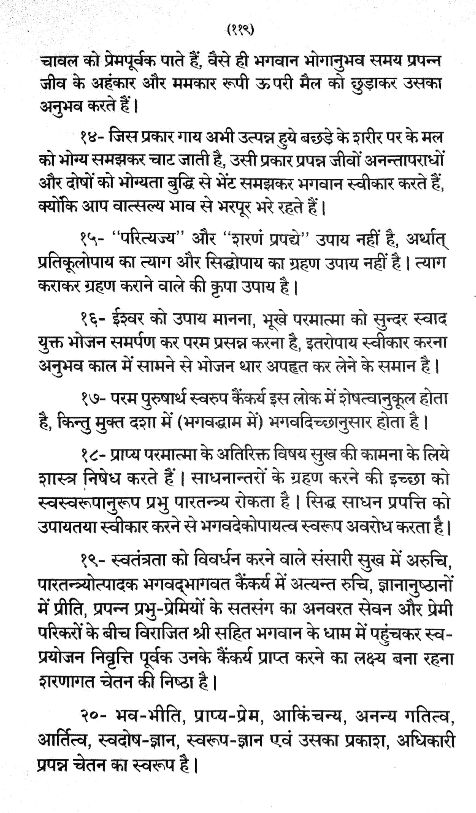 (११९)
चावल को प्रेमपूर्वक पाते हैं, वैसे ही भगवान भोगानुभव समय प्रपन्न
जीव के अहंकार और ममकार रूपी ऊपरी मैल को छुड़ाकर उसका
अनुभव करते हैं।
१४- जिस प्रकार गाय अभी उत्पन्न हुये बछड़े के शरीर पर के मल
को भोग्य समझकर चाट जाती है, उसी प्रकार प्रपन्न जीवों अनन्तापराधों
और दोषों को भोग्यता बुद्धि से भेंट समझकर भगवान स्वीकार करते हैं,
क्योंकि आप वात्सल्य भाव से भरपूर भरे रहते हैं।
१५- "परित्यज्य" और "शरणं प्रपद्ये" उपाय नहीं है, अर्थात्
प्रतिकूलोपाय का त्याग और सिद्धोपाय का ग्रहण उपाय नहीं है। त्याग
कराकर ग्रहण कराने वाले की कृपा उपाय है।
१६- ईश्वर को उपाय मानना, भूखे परमात्मा को सुन्दर स्वाद
युक्त भोजन समर्पण कर परम प्रसन्न करना है, इतरोपाय स्वीकार करना
अनुभव काल में सामने से भोजन थार अपहृत कर लेने के समान है।
१७- परम पुरुषार्थ स्वरुप कैंकर्य इस लोक में शेषत्वानुकूल होता
है, किन्तु मुक्त दशा में (भगवद्धाम में) भगवदिच्छानुसार होता है।
१८- प्राप्य परमात्मा के अतिरिक्त विषय सुख की कामना के लिये
शास्त्र निषेध करते हैं। साधनान्तरों के ग्रहण करने की इच्छा को
स्वस्वरूपानुरूप प्रभु पारतन्त्र्य रोकता है। सिद्ध साधन प्रपत्ति को
उपायतया स्वीकार करने से भगवदेकोपायत्व स्वरूप अवरोध करता है।
१९- स्वतंत्रता को विवर्धन करने वाले संसारी सुख में अरुचि,
पारतन्त्र्योत्पादक भगवद्भागवत कैंकर्य में अत्यन्त रुचि, ज्ञानानुष्ठानों
में प्रीति, प्रपन्न प्रभु-प्रेमियों के सतसंग का अनवरत सेवन और प्रेमी
परिकरों के बीच विराजित श्री सहित भगवान के धाम में पहुंचकर स्व-
प्रयोजन निवृत्ति पूर्वक उनके कैंकर्य प्राप्त करने का लक्ष्य बना रहना
शरणागत चेतन की निष्ठा है।
२०- भव-भीति, प्राप्य-प्रेम, आकिंचन्य, अनन्य गतित्व,
आर्तित्व, स्वदोष-ज्ञान, स्वरूप-ज्ञान एवं उसका प्रकाश, अधिकारी
प्रपन्न चेतन का स्वरूप है।